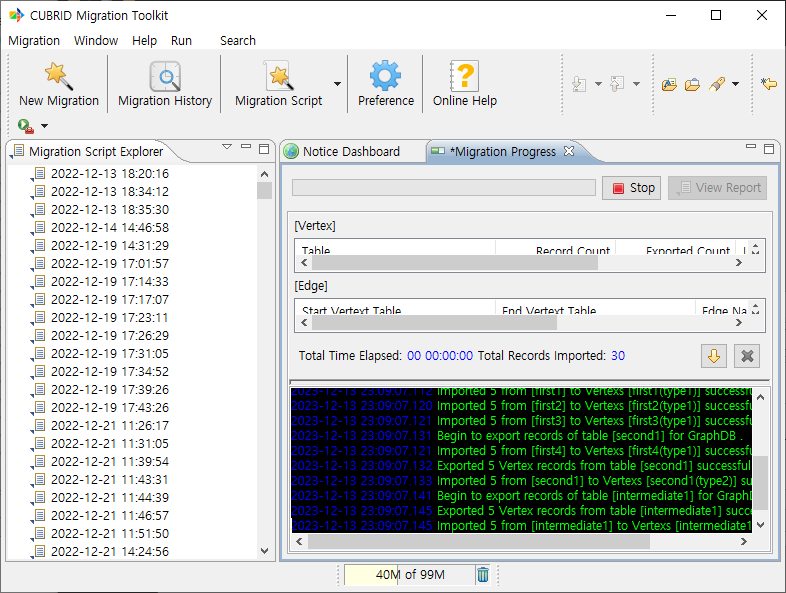 CUBRID Migration Toolkit
Migration Window Help Run Search
New Migration Migration History Migration Script Preference Online Help
Migration Script Explorer
2022-12-13 18:20:16
2022-12-13 18:34:12
2022-12-13 18:35:30
2022-12-14 14:46:58
2022-12-19 14:31:29
2022-12-19 17:01:57
2022-12-19 17:14:33
2022-12-19 17:17:07
2022-12-19 17:23:11
2022-12-19 17:26:29
2022-12-19 17:31:05
2022-12-19 17:34:52
2022-12-19 17:39:26
2022-12-19 17:43:26
2022-12-21 11:26:17
2022-12-21 11:31:05
2022-12-21 11:39:54
2022-12-21 11:43:31
2022-12-21 11:44:39
2022-12-21 11:46:57
2022-12-21 11:51:50
2022-12-21 14:24:56
Notice Dashboard *Migration Progress
Stop View Report
[Vertex]
Table Record Count Exported Count
[Edge]
Start Vertext Table End Vertext Table Edge Na
Total Time Elapsed: 00 00:00:00 Total Records Imported: 30
2023-12-13 23:09:07.112 Imported 5 from [first1] to Vertexs [first1(type1)] successfu
2023-12-13 23:09:07.120 Imported 5 from [first2] to Vertexs [first2(type1)] successfu
2023-12-13 23:09:07.121 Imported 5 from [first3] to Vertexs [first3(type1)] successfu
2023-12-13 23:09:07.131 Begin to export records of table [second1] for GraphDB .
2023-12-13 23:09:07.121 Imported 5 from [first4] to Vertexs [first4(type1)] successfu
2023-12-13 23:09:07.132 Exported 5 Vertex records from table [second1] successful
2023-12-13 23:09:07.133 Imported 5 from [second1] to Vertexs [second1(type2)] su
2023-12-13 23:09:07.141 Begin to export records of table [intermediate1] for Graph
2023-12-13 23:09:07.145 Exported 5 Vertex records from table [intermediate1] succ
2023-12-13 23:09:07.145 Imported 5 from [intermediate1] to Vertexs [intermediate1
40M of 99M